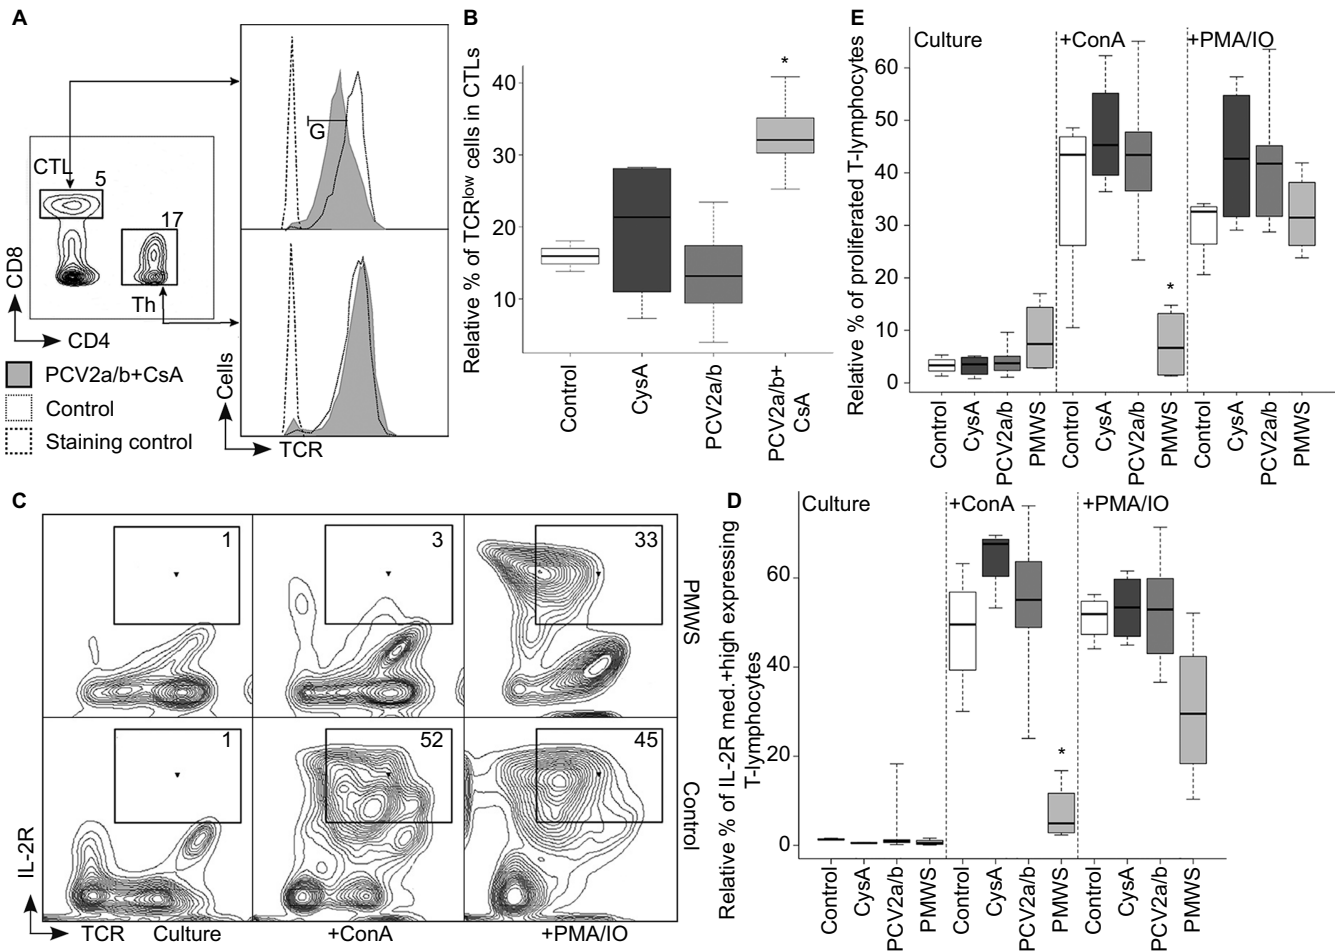 A
CTL
5
17
Th
CD8
CD4
G
PCV2a/b+CsA
Control
Staining control
Cells
TCR
B
Relative % of TCRlow cells in CTLs
40
30
20
10
*
Control
CysA
PCV2a/b
PCV2a/b+
CsA
E
Culture
+ConA
+PMA/IO
Relative % of proliferated T-lymphocytes
60
50
40
30
20
10
0
*
Control
CysA
PCV2a/b
PMWS
Control
CysA
PCV2a/b
PMWS
Control
CysA
PCV2a/b
PMWS
C
1
3
33
PMWS
1
52
45
Control
IL-2R
TCR
Culture
+ConA
+PMA/IO
D
Culture
+ConA
+PMA/IO
Relative % of IL-2R med.+high expressing
T-lymphocytes
60
40
20
0
*
Control
CysA
PCV2a/b
PMWS
Control
CysA
PCV2a/b
PMWS
Control
CysA
PCV2a/b
PMWS